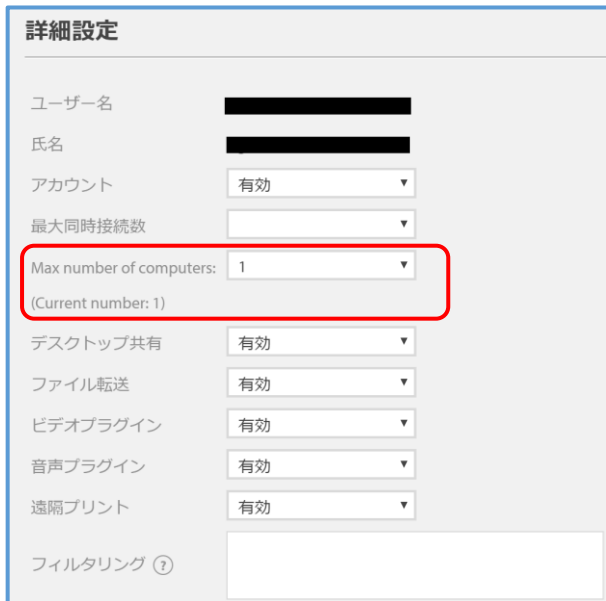 詳細設定
ユーザー名
氏名
アカウント 有効
最大同時接続数
Max number of computers: 1
(Current number: 1)
デスクトップ共有 有効
ファイル転送 有効
ビデオプラグイン 有効
音声プラグイン 有効
遠隔プリント 有効
フィルタリング ?